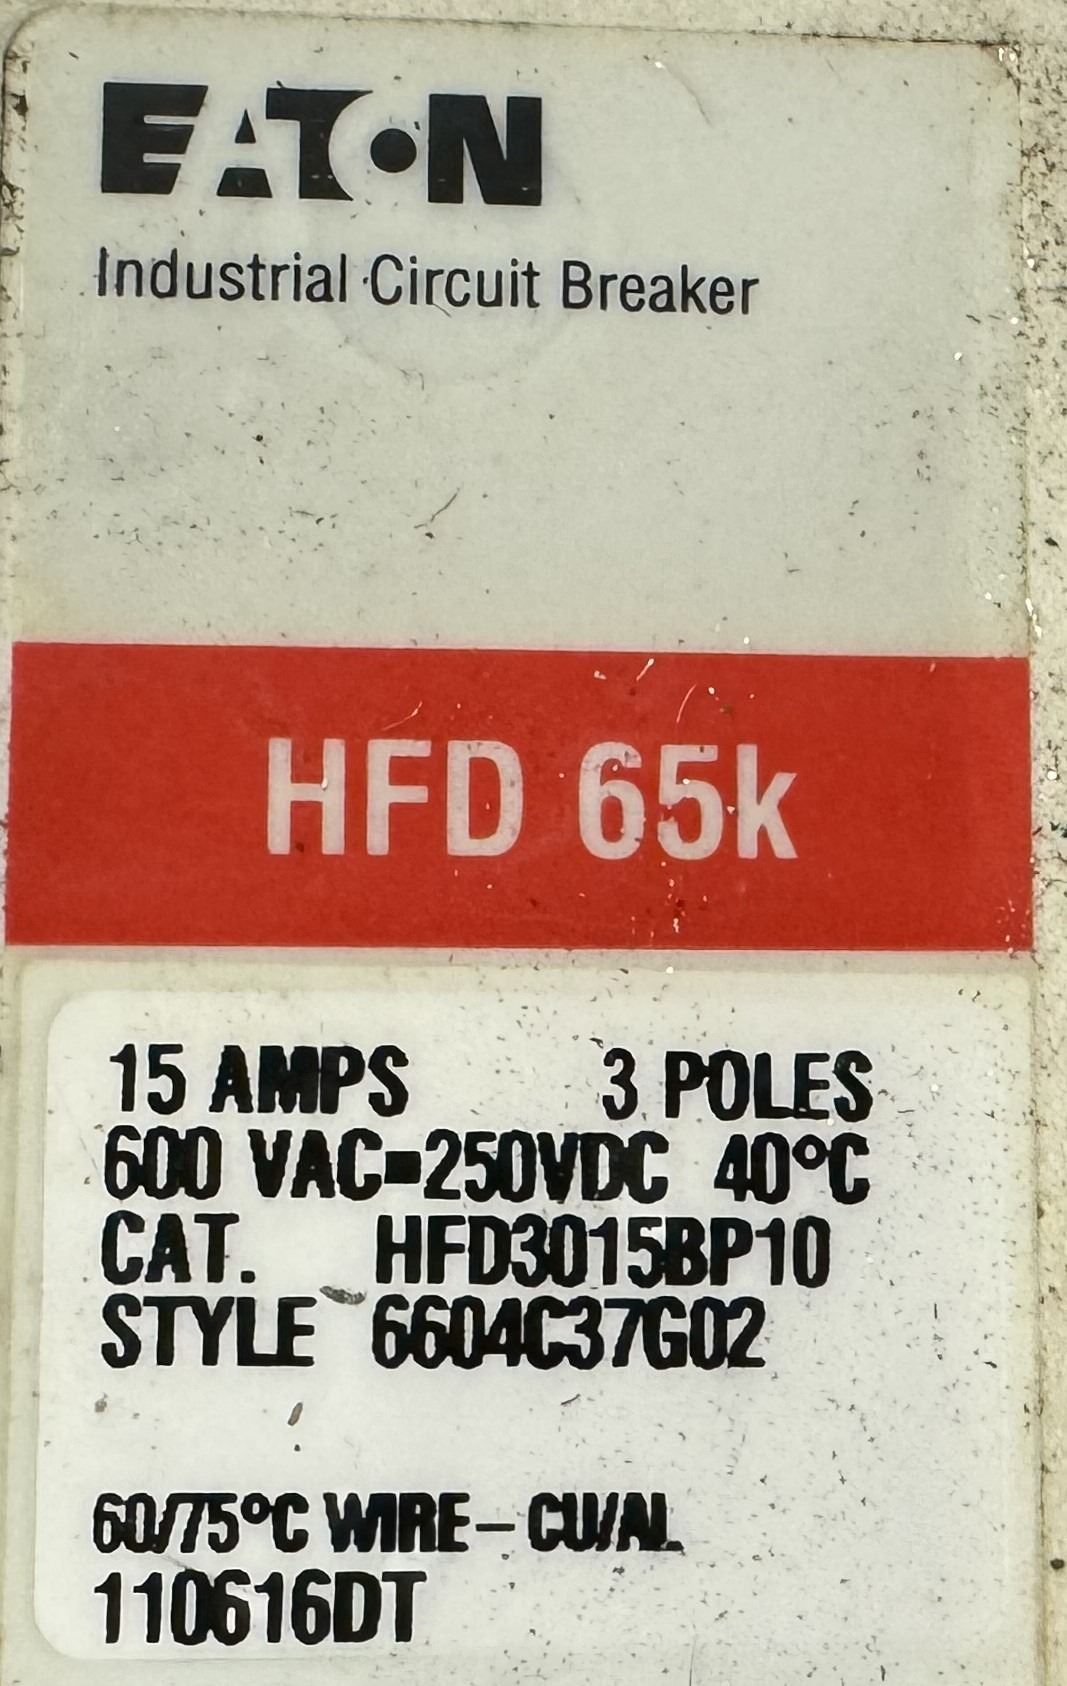 EATON
Industrial Circuit Breaker
HFD 65k
15 AMPS 3 POLES
600 VAC=250VDC 40°C
CAT. HFD3015BP10
STYLE 6604C37G02
60/75°C WIRE-CU/AL
110616DT